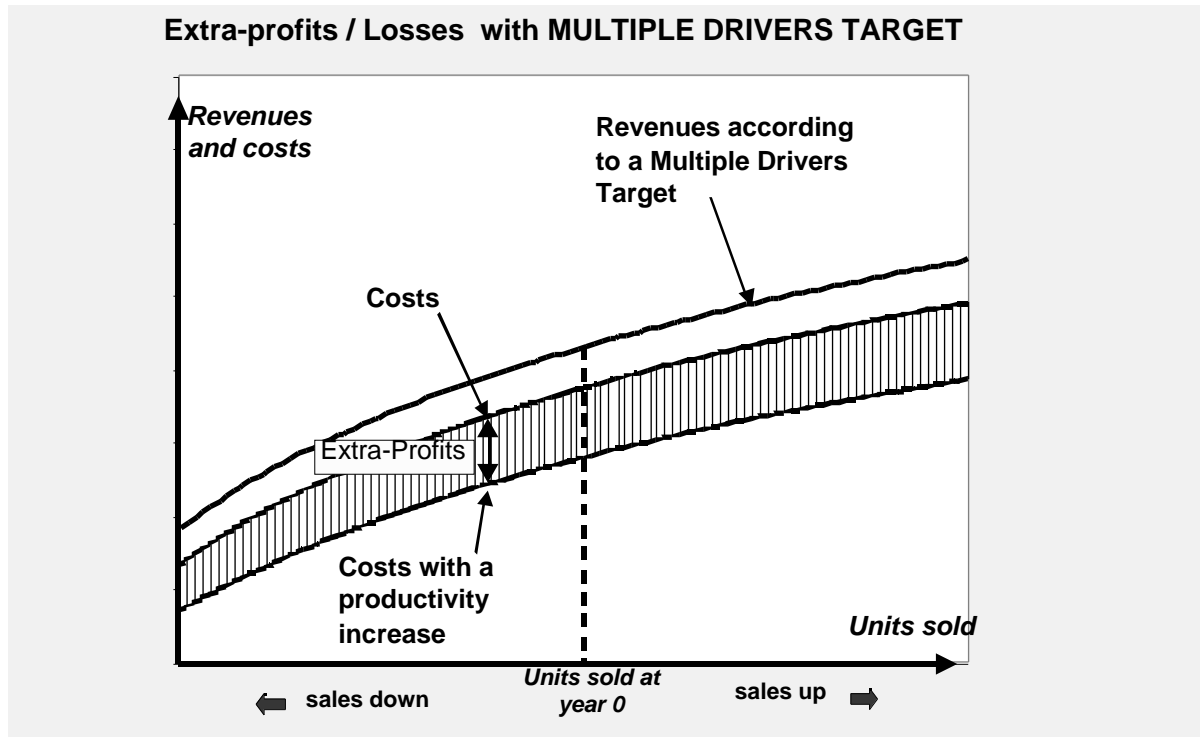 Extra-profits / Losses with MULTIPLE DRIVERS TARGET
Revenues
and costs
Revenues according
to a Multiple Drivers
Target
Costs
Extra-Profits
Costs with a
productivity
increase
Units sold
sales down
Units sold at
year 0
sales up